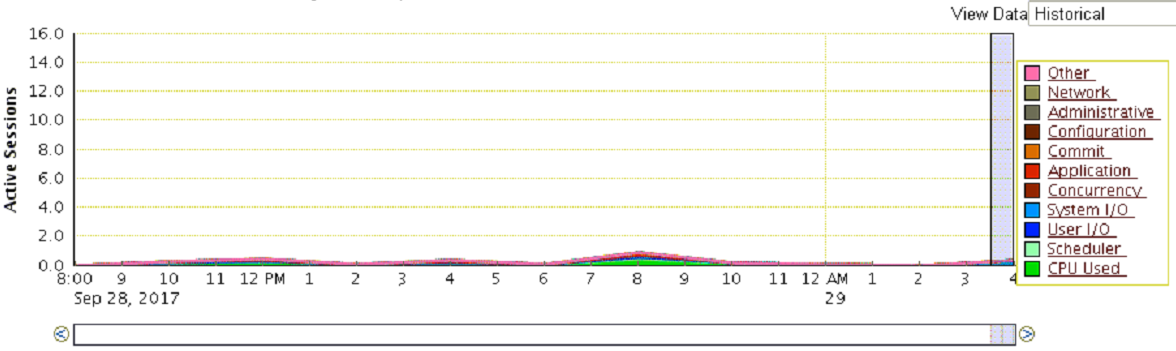 View Data Historical
16.0
14.0
12.0
10.0
8.0
6.0
4.0
2.0
0.0
Active Sessions
8:00 9 10 11 12 PM 1 2 3 4 5 6 7 8 9 10 11 12 AM 1 2 3 4
Sep 28, 2017 29
Other
Network
Administrative
Configuration
Commit
Application
Concurrency
System I/O
User I/O
Scheduler
CPU Used